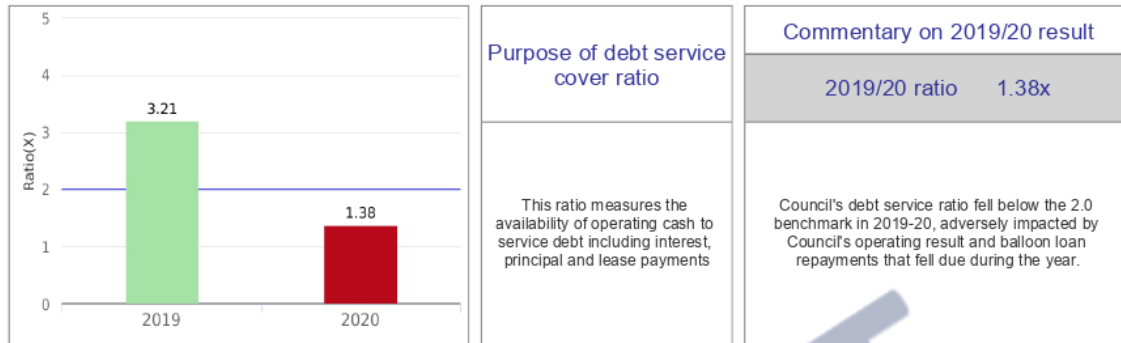 5
4
3
2
1
0
Ratio(X)
3.21
1.38
2019
2020
Purpose of debt service
cover ratio
This ratio measures the
availability of operating cash to
service debt including interest,
principal and lease payments
Commentary on 2019/20 result
2019/20 ratio 1.38x
Council's debt service ratio fell below the 2.0
benchmark in 2019-20, adversely impacted by
Council's operating result and balloon loan
repayments that fell due during the year.